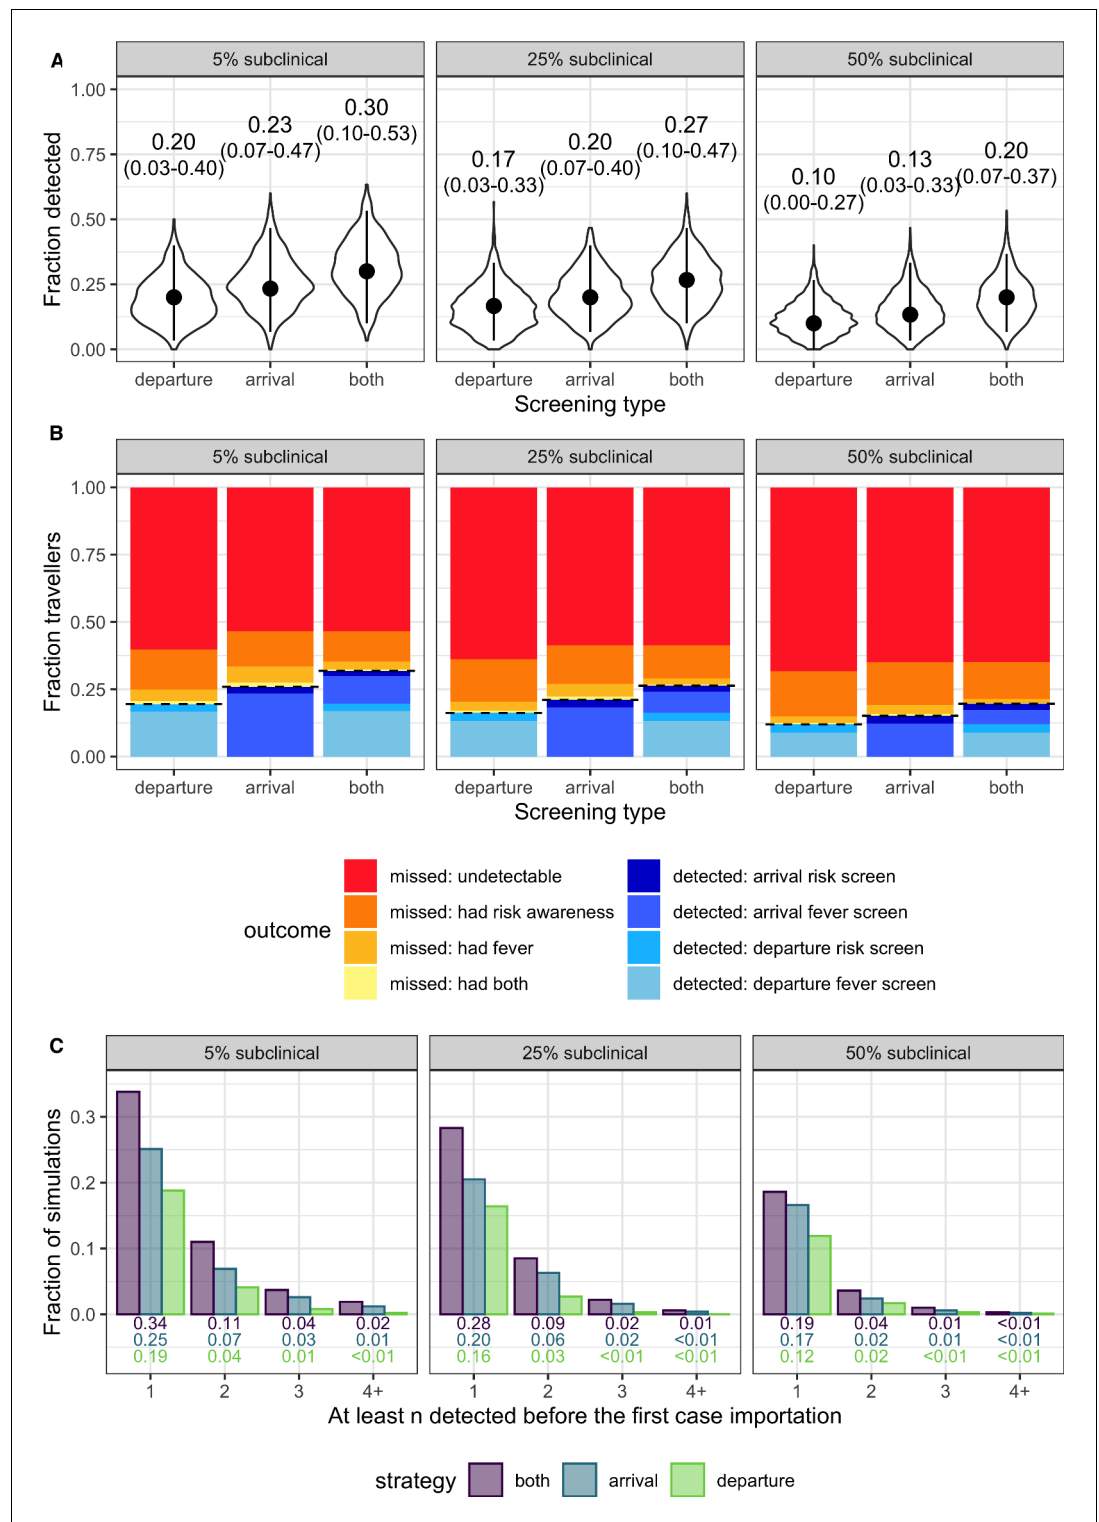 A
5% subclinical 25% subclinical 50% subclinical
Fraction detected
1.00
0.75
0.50
0.25
0.00
0.20
(0.03-0.40)
0.23
(0.07-0.47)
0.30
(0.10-0.53)
0.17
(0.03-0.33)
0.20
(0.07-0.40)
0.27
(0.10-0.47)
0.10
(0.00-0.27)
0.13
(0.03-0.33)
0.20
(0.07-0.37)
departure arrival both departure arrival both departure arrival both
Screening type
B
5% subclinical 25% subclinical 50% subclinical
Fraction travellers
1.00
0.75
0.50
0.25
0.00
departure arrival both departure arrival both departure arrival both
Screening type
outcome
missed: undetectable
missed: had risk awareness
missed: had fever
missed: had both
detected: arrival risk screen
detected: arrival fever screen
detected: departure risk screen
detected: departure fever screen
C
5% subclinical 25% subclinical 50% subclinical
Fraction of simulations
0.3
0.2
0.1
0.0
0.34 0.11 0.04 0.02 0.28 0.09 0.02 0.01 0.19 0.04 0.01 <0.01
0.25 0.07 0.03 0.01 0.20 0.06 0.02 <0.01 0.17 0.02 0.01 <0.01
0.19 0.04 0.01 <0.01 0.16 0.03 <0.01 <0.01 0.12 0.02 <0.01 <0.01
1 2 3 4+ 1 2 3 4+ 1 2 3 4+
At least n detected before the first case importation
strategy both arrival departure